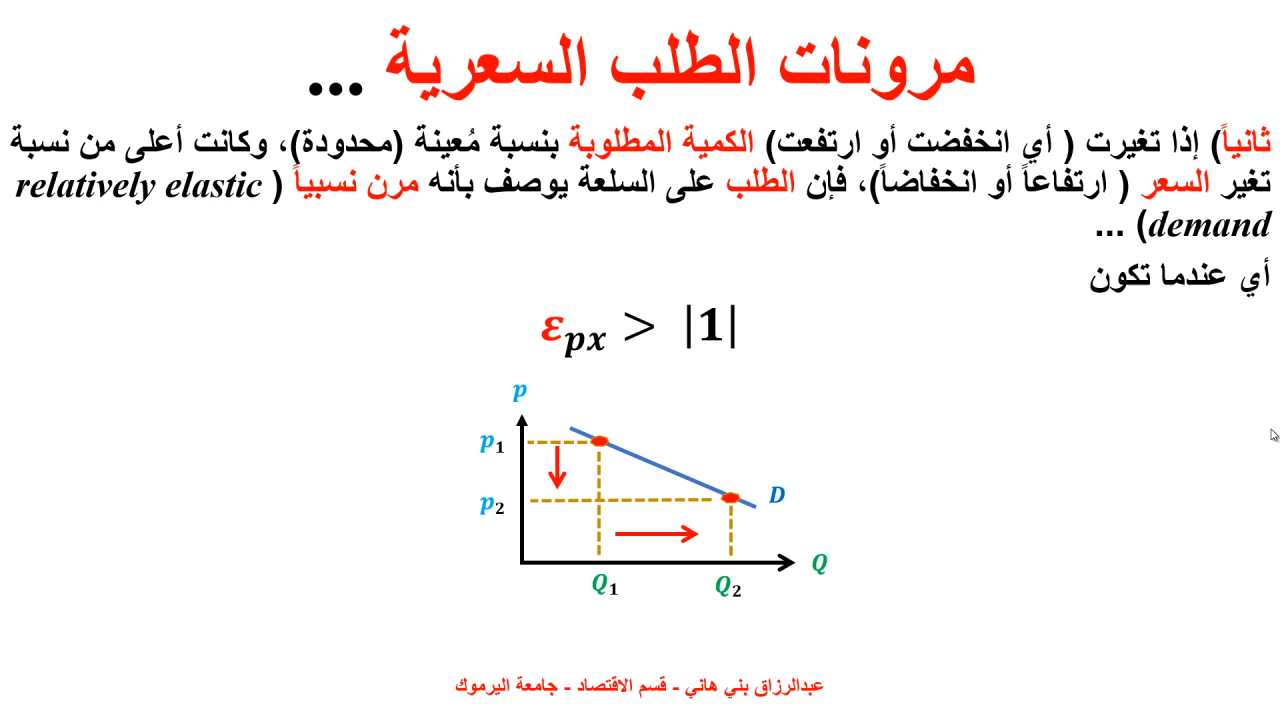 مرونات الطلب السعرية ...
ثانياً) إذا تغيرت ( أي انخفضت أو ارتفعت) الكمية المطلوبة بنسبة مُعينة (محدودة)، وكانت أعلى من نسبة
تغير السعر ( ارتفاعاً أو انخفاضاً)، فإن الطلب على السلعة يوصف بأنه مرن نسبياً ( relatively elastic
demand) ...
أي عندما تكون
ε_px > |1|
p
p1
p2
D
Q
Q1
Q2
عبدالرزاق بني هاني - قسم الاقتصاد - جامعة اليرموك